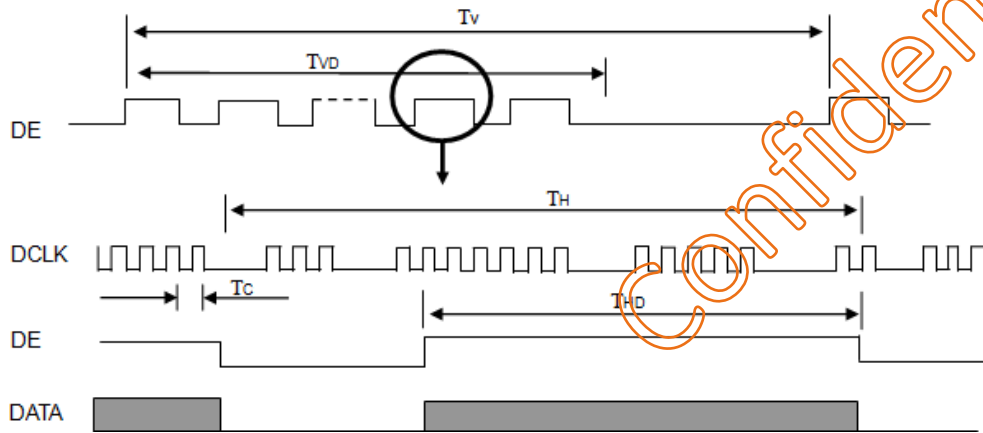 Tv
TVD
DE
TH
DCLK
Tc
THD
DE
DATA
Confiden